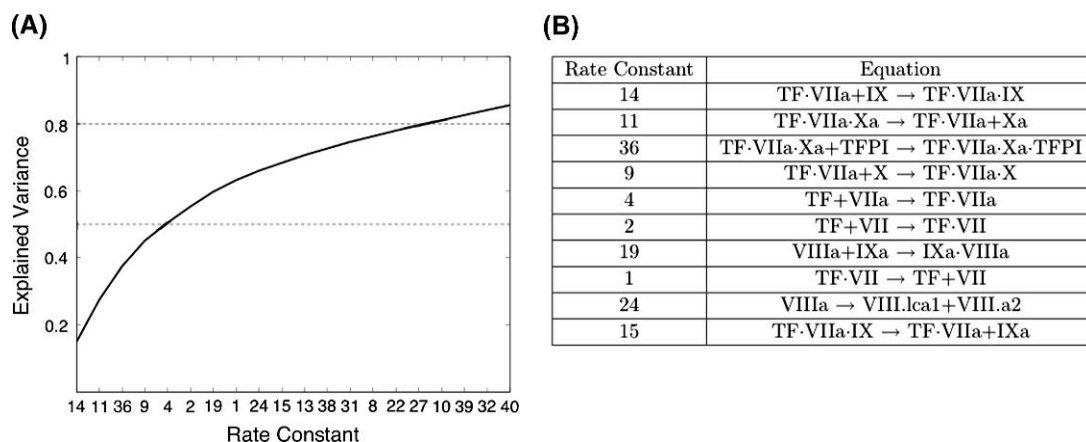 (A)
1
0.8
0.6
0.4
0.2
Explained Variance
14 11 36 9 4 2 19 1 24 15 13 38 31 8 22 27 10 39 32 40
Rate Constant
(B)
Rate Constant Equation
14 TF·VIIa+IX → TF·VIIa·IX
11 TF·VIIa·Xa → TF·VIIa+Xa
36 TF·VIIa·Xa+TFPI → TF·VIIa·Xa·TFPI
9 TF·VIIa+X → TF·VIIa·X
4 TF+VIIa → TF·VIIa
2 TF+VII → TF·VII
19 VIIIa+IXa → IXa·VIIIa
1 TF·VII → TF+VII
24 VIIIa → VIII.lca1+VIII.a2
15 TF·VIIa·IX → TF·VIIa+IXa